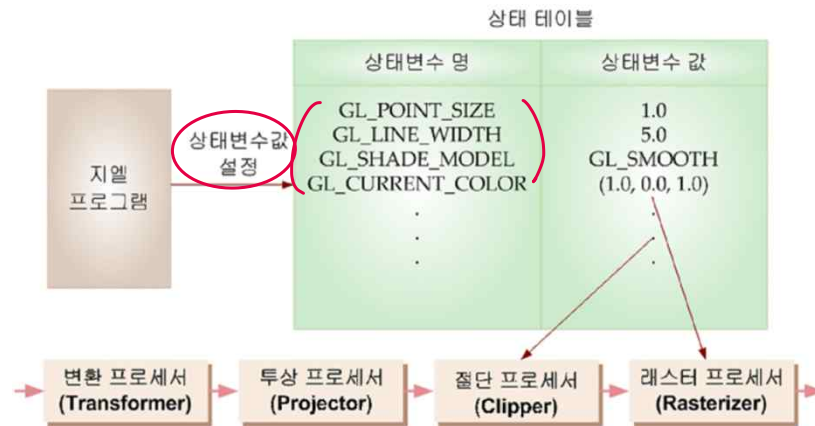 상태 테이블
상태변수 명
상태변수 값
GL_POINT_SIZE
1.0
GL_LINE_WIDTH
5.0
GL_SHADE_MODEL
GL_SMOOTH
GL_CURRENT_COLOR
(1.0, 0.0, 1.0)
지엘
프로그램
상태변수값
설정
변환 프로세서
(Transformer)
투상 프로세서
(Projector)
절단 프로세서
(Clipper)
래스터 프로세서
(Rasterizer)